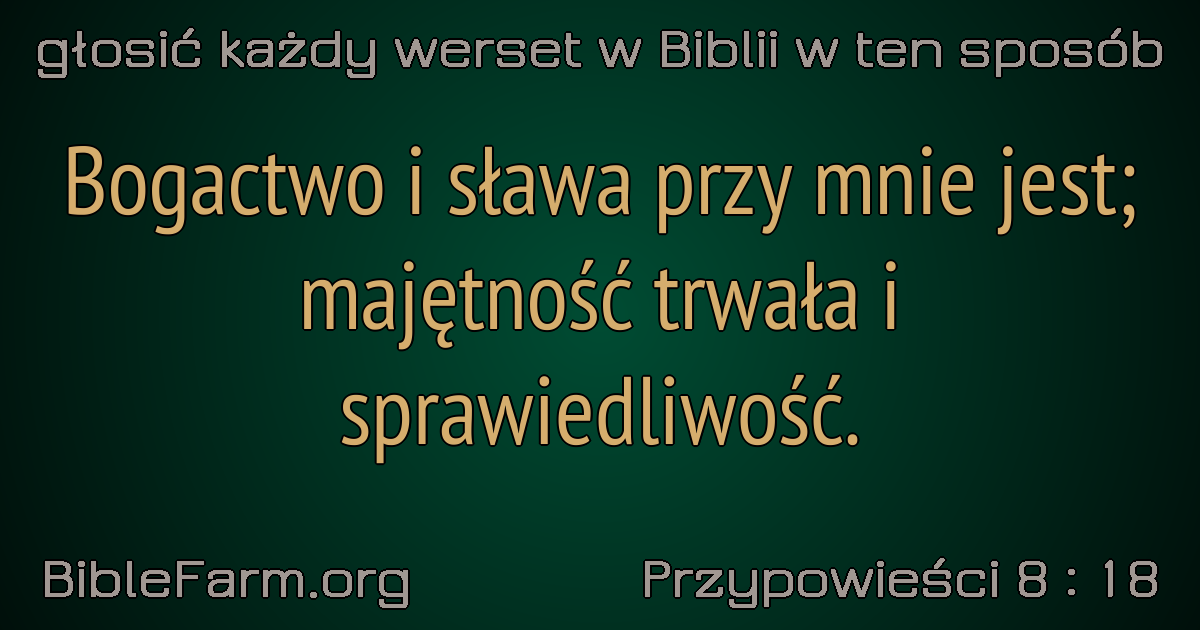 głosić każdy werset w Biblii w ten sposób
Bogactwo i sława przy mnie jest;
majętność trwała i
sprawiedliwość.
BibleFarm.org
Przypowieści 8 : 18